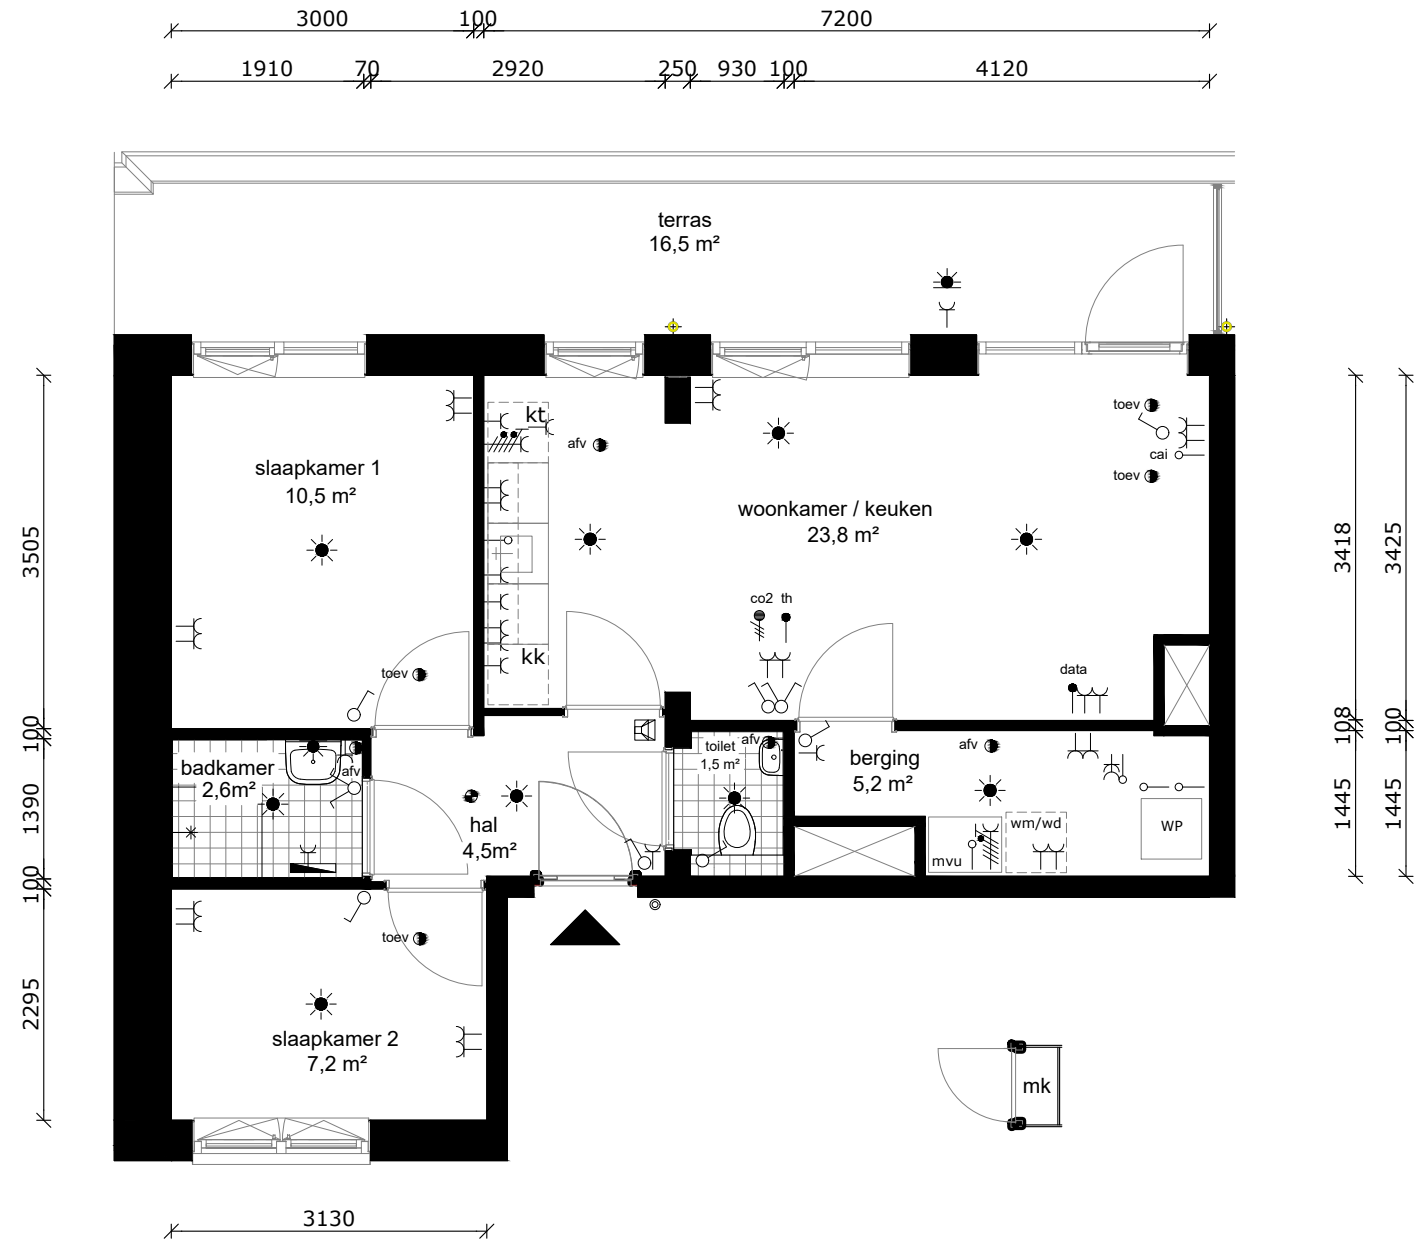 3000 100 7200
1910 70 2920 250 930 100 4120
terras
16,5 m²
kt
toev
afv
cai
slaapkamer 1
10,5 m²
toev
woonkamer / keuken
23,8 m²
3505
3418
3425
co2 th
kk
data
toev
100
108
100
badkamer
2,6m²
afv
toilet
1,5 m²
afv
berging
5,2 m²
afv
1390
1445
1445
hal
4,5m²
mvu
wm/wd
WP
100
toev
2295
slaapkamer 2
7,2 m²
mk
3130